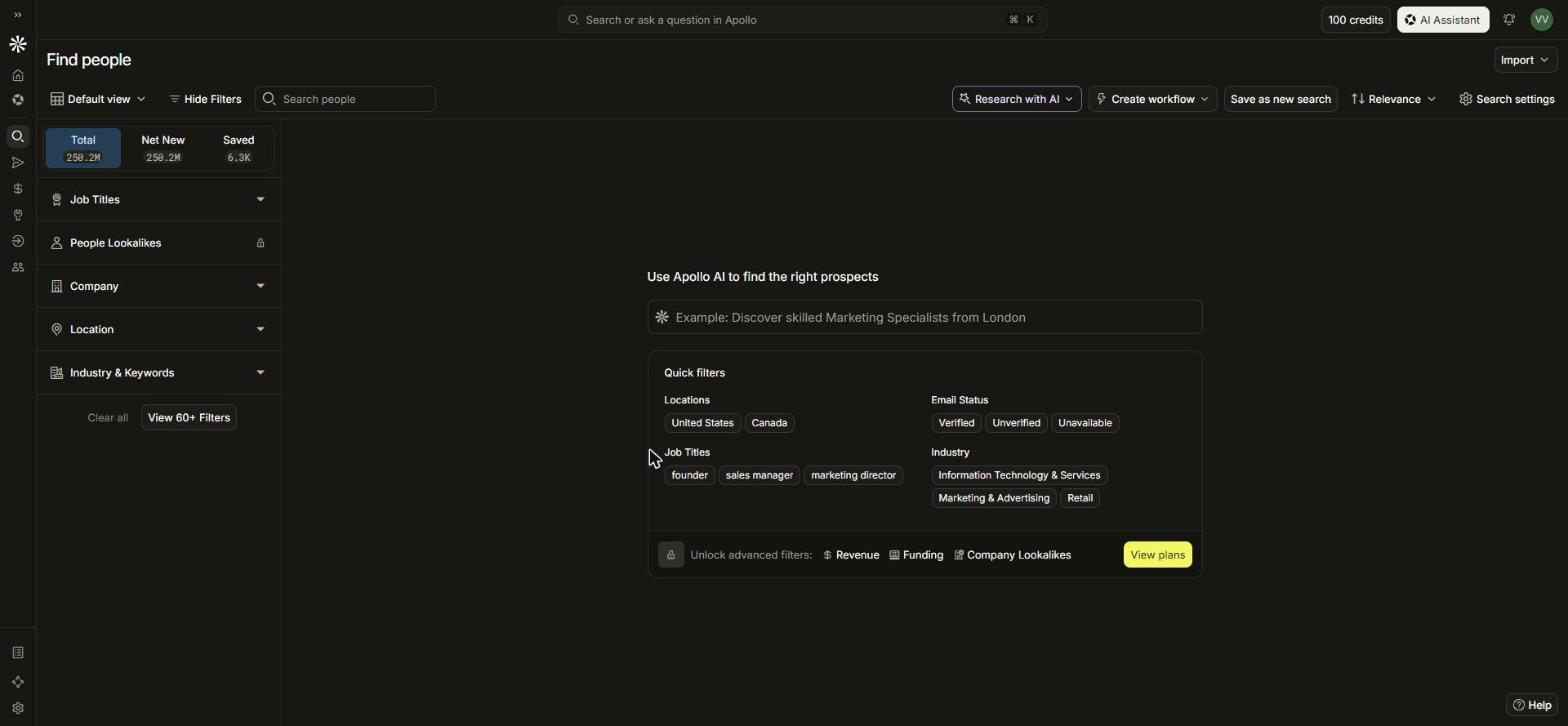 Search or ask a question in Apollo
⌘ K
100 credits
AI Assistant
VV
Find people
Import
Default view
Hide Filters
Search people
Research with AI
Create workflow
Save as new search
Relevance
Search settings
Total
250.2M
Net New
250.2M
Saved
6.3K
Job Titles
People Lookalikes
Company
Location
Industry & Keywords
Clear all
View 60+ Filters
Use Apollo AI to find the right prospects
Example: Discover skilled Marketing Specialists from London
Quick filters
Locations
United States
Canada
Email Status
Verified
Unverified
Unavailable
Job Titles
founder
sales manager
marketing director
Industry
Information Technology & Services
Marketing & Advertising
Retail
Unlock advanced filters:
Revenue
Funding
Company Lookalikes
View plans
Help